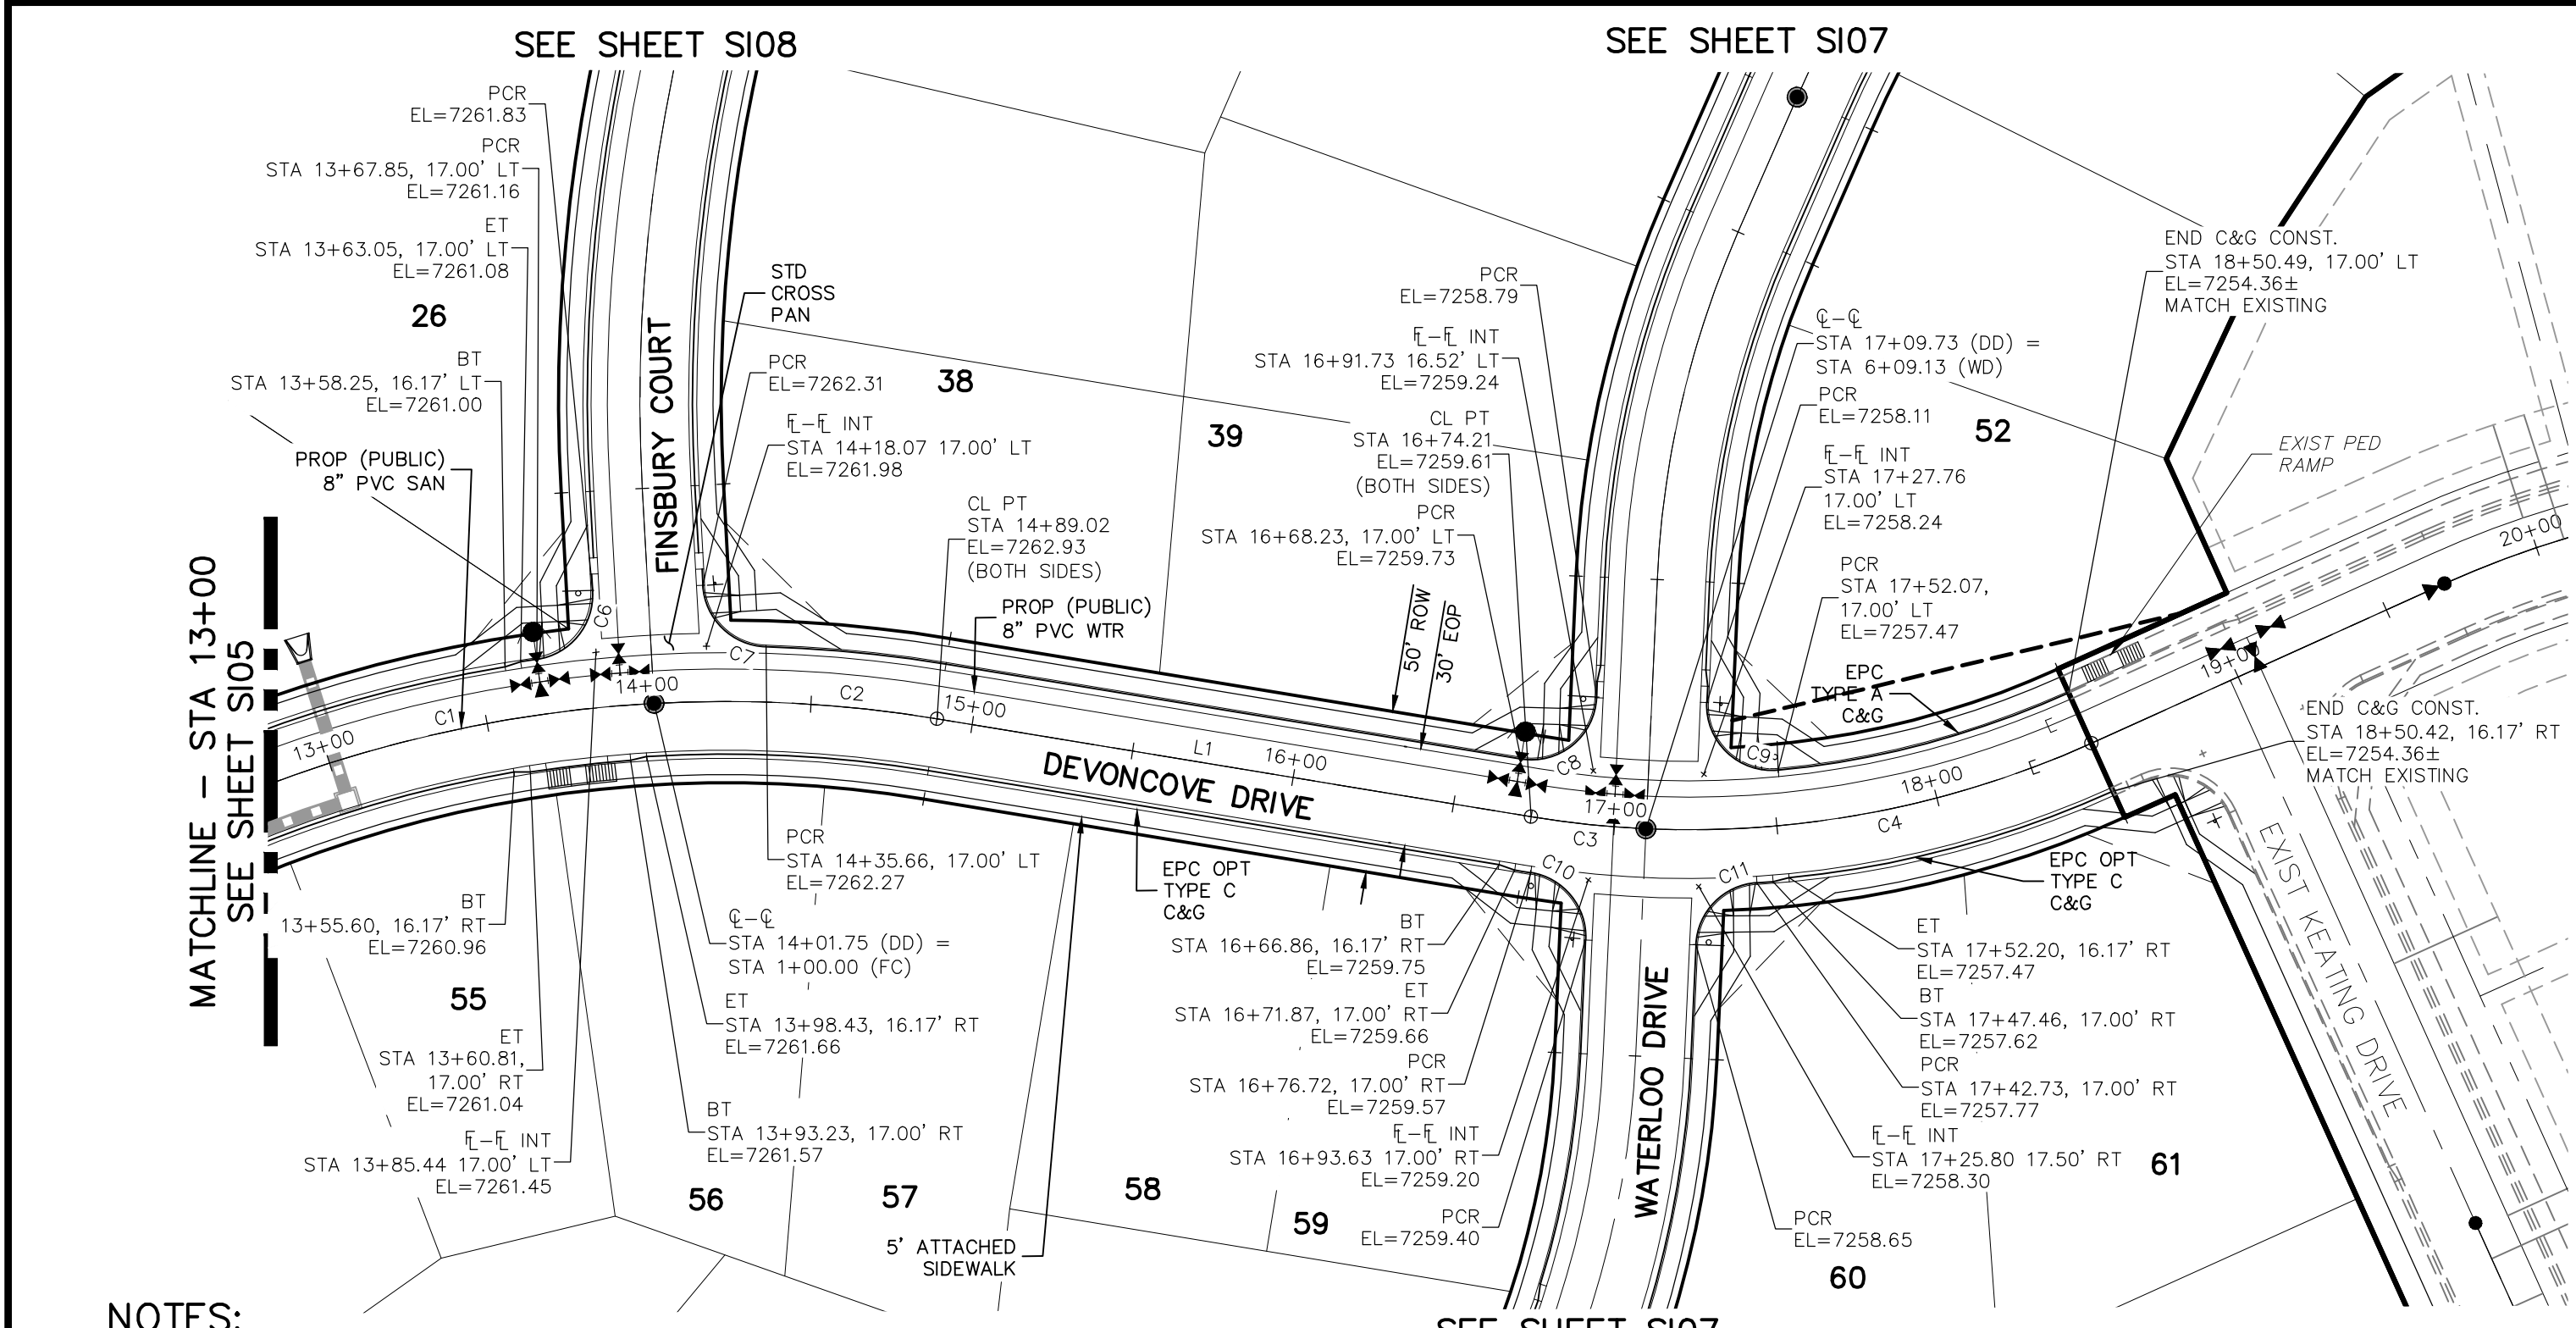 SEE SHEET SI08
SEE SHEET SI07
PCR
EL=7261.83
PCR
STA 13+67.85, 17.00' LT
EL=7261.16
ET
STA 13+63.05, 17.00' LT
EL=7261.08
26
BT
STA 13+58.25, 16.17' LT
EL=7261.00
PROP (PUBLIC)
8" PVC SAN
MATCHLINE - STA 13+00
SEE SHEET SI05
FINSBURY COURT
STD
CROSS
PAN
PCR
EL=7262.31
38
℄-℄ INT
STA 14+18.07 17.00' LT
EL=7261.98
CL PT
STA 14+89.02
EL=7262.93
(BOTH SIDES)
PROP (PUBLIC)
8" PVC WTR
39
PCR
EL=7258.79
℄-℄ INT
STA 16+91.73 16.52' LT
EL=7259.24
CL PT
STA 16+74.21
EL=7259.61
(BOTH SIDES)
PCR
STA 16+68.23, 17.00' LT
EL=7259.73
50' ROW
30' EOP
℄-℄
STA 17+09.73 (DD) =
STA 6+09.13 (WD)
PCR
EL=7258.11
52
℄-℄ INT
STA 17+27.76
17.00' LT
EL=7258.24
PCR
STA 17+52.07,
17.00' LT
EL=7257.47
EPC
TYPE A
C&G
END C&G CONST.
STA 18+50.49, 17.00' LT
EL=7254.36±
MATCH EXISTING
EXIST PED
RAMP
20+00
19+00
13+00
C1
C6
14+00
C7
C2
15+00
L1
16+00
DEVONCOVE DRIVE
C8
17+00
C3
C9
18+00
C4
E
E
C10
C11
END C&G CONST.
STA 18+50.42, 16.17' RT
EL=7254.36±
MATCH EXISTING
EXIST KEATING DRIVE
BT
13+55.60, 16.17' RT
EL=7260.96
55
ET
STA 13+60.81,
17.00' RT
EL=7261.04
℄-℄ INT
STA 13+85.44 17.00' LT
EL=7261.45
PCR
STA 14+35.66, 17.00' LT
EL=7262.27
℄-℄
STA 14+01.75 (DD) =
STA 1+00.00 (FC)
ET
STA 13+98.43, 16.17' RT
EL=7261.66
BT
STA 13+93.23, 17.00' RT
EL=7261.57
56
57
5' ATTACHED
SIDEWALK
EPC OPT
TYPE C
C&G
58
59
BT
STA 16+66.86, 16.17' RT
EL=7259.75
ET
STA 16+71.87, 17.00' RT
EL=7259.66
PCR
STA 16+76.72, 17.00' RT
EL=7259.57
℄-℄ INT
STA 16+93.63 17.00' RT
EL=7259.20
PCR
EL=7259.40
WATERLOO DRIVE
EPC OPT
TYPE C
C&G
ET
STA 17+52.20, 16.17' RT
EL=7257.47
BT
STA 17+47.46, 17.00' RT
EL=7257.62
PCR
STA 17+42.73, 17.00' RT
EL=7257.77
℄-℄ INT
STA 17+25.80 17.50' RT
EL=7258.30
61
PCR
EL=7258.65
60
NOTES:
SEE SHEET SI07